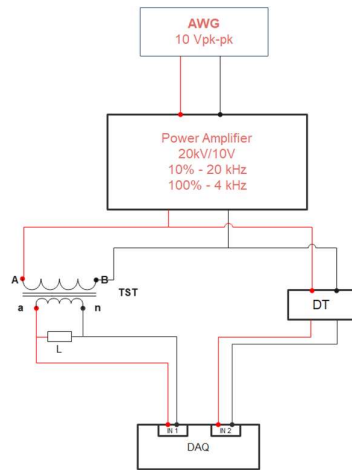 AWG
10 Vpk-pk
Power Amplifier
20kV/10V
10% - 20 kHz
100% - 4 kHz
A
B
TST
a
n
L
DT
IN 1
IN 2
DAQ